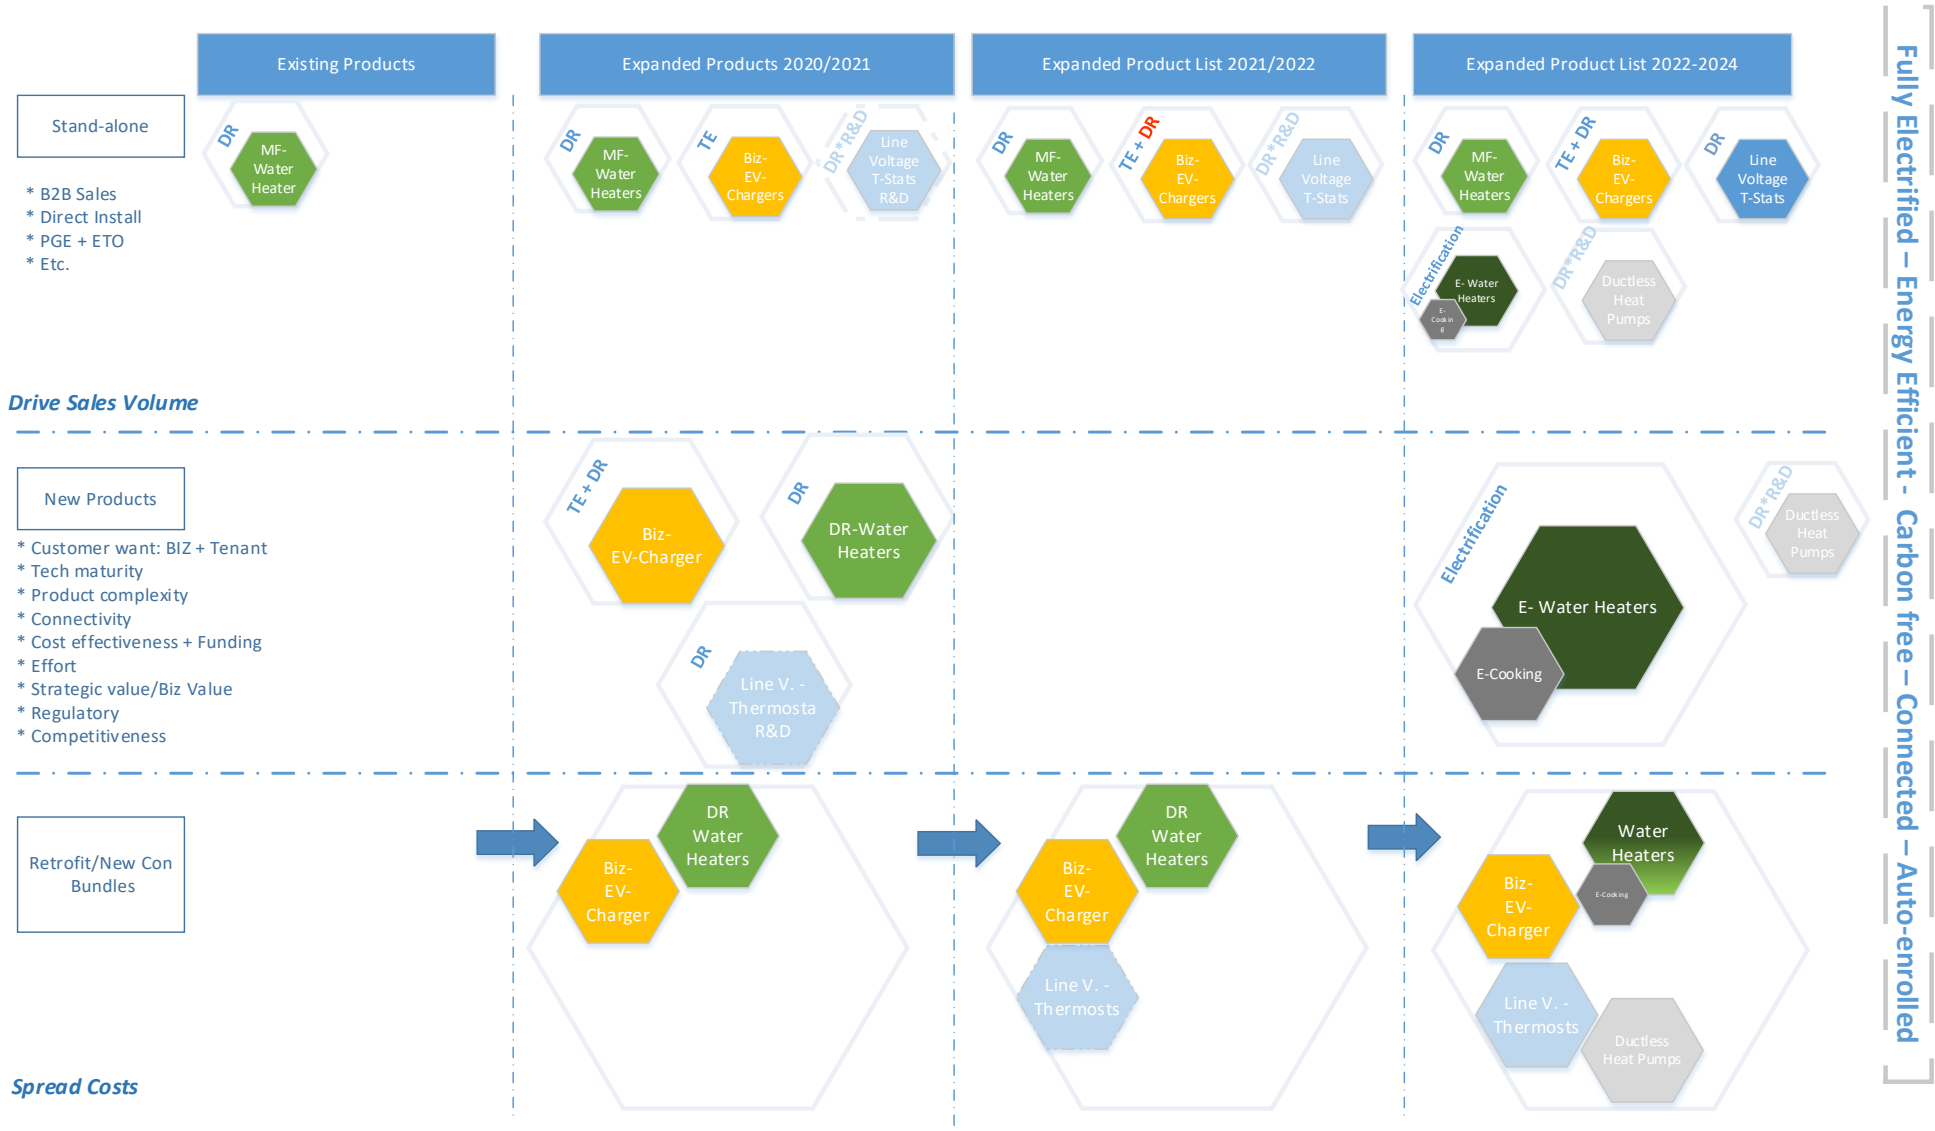 Existing Products
Expanded Products 2020/2021
Expanded Product List 2021/2022
Expanded Product List 2022-2024
Stand-alone
* B2B Sales
* Direct Install
* PGE + ETO
* Etc.
DR
MF-
Water
Heater
DR
MF-
Water
Heaters
TE
Biz-
EV-
Chargers
DR*R&D
Line
Voltage
T-Stats
R&D
DR
MF-
Water
Heaters
TE + DR
Biz-
EV-
Chargers
DR*R&D
Line
Voltage
T-Stats
DR
MF-
Water
Heaters
TE + DR
Biz-
EV-
Chargers
DR
Line
Voltage
T-Stats
Electrification
E- Water
Heaters
E-
Cookin
g
DR*R&D
Ductless
Heat
Pumps
Drive Sales Volume
New Products
* Customer want: BIZ + Tenant
* Tech maturity
* Product complexity
* Connectivity
* Cost effectiveness + Funding
* Effort
* Strategic value/Biz Value
* Regulatory
* Competitiveness
TE + DR
Biz-
EV-Charger
DR
DR-Water
Heaters
DR
Line V. -
Thermosta
R&D
Electrification
E- Water Heaters
E-Cooking
DR*R&D
Ductless
Heat
Pumps
Retrofit/New Con
Bundles
DR
Water
Heaters
Biz-
EV-
Charger
DR
Water
Heaters
Biz-
EV-
Charger
Line V. -
Thermosts
Water
Heaters
E-Cooking
Biz-
EV-
Charger
Line V. -
Thermosts
Ductless
Heat Pumps
Spread Costs
Fully Electrified – Energy Efficient - Carbon free – Connected – Auto-enrolled